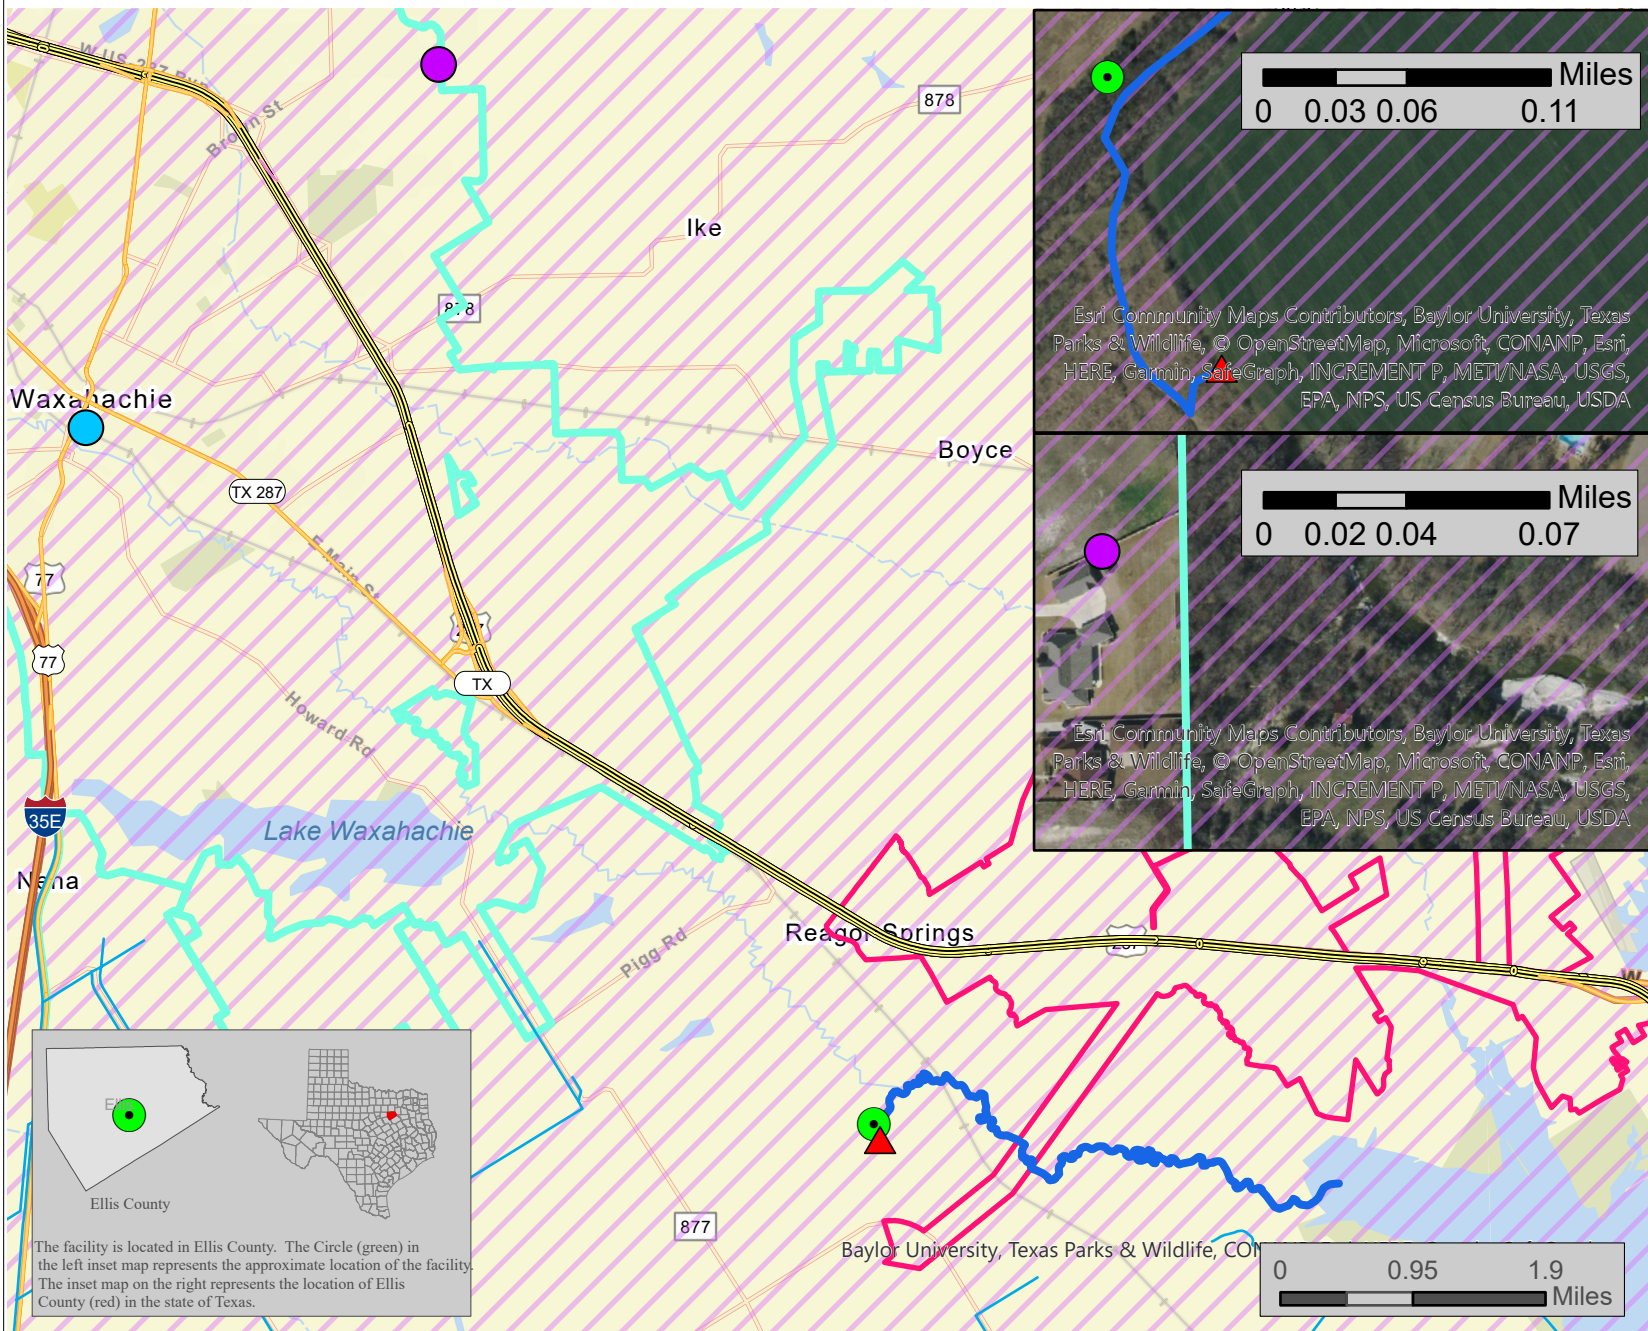 W US-287 BYP
Brown St
878
Ike
878
Waxahachie
Boyce
TX 287
E Main St
77
77
TX
Howard Rd
35E
Lake Waxahachie
Nena
Reagor Springs
287
Pigg Rd
W
877
Miles
0 0.03 0.06 0.11
Esri Community Maps Contributors, Baylor University, Texas
Parks & Wildlife, © OpenStreetMap, Microsoft, CONANP, Esri,
HERE, Garmin, SafeGraph, INCREMENT P, METI/NASA, USGS,
EPA, NPS, US Census Bureau, USDA
Miles
0 0.02 0.04 0.07
Esri Community Maps Contributors, Baylor University, Texas
Parks & Wildlife, © OpenStreetMap, Microsoft, CONANP, Esri,
HERE, Garmin, SafeGraph, INCREMENT P, METI/NASA, USGS,
EPA, NPS, US Census Bureau, USDA
Ellis County
The facility is located in Ellis County. The Circle (green) in
the left inset map represents the approximate location of the facility.
The inset map on the right represents the location of Ellis
County (red) in the state of Texas.
Baylor University, Texas Parks & Wildlife,
0 0.95 1.9
Miles